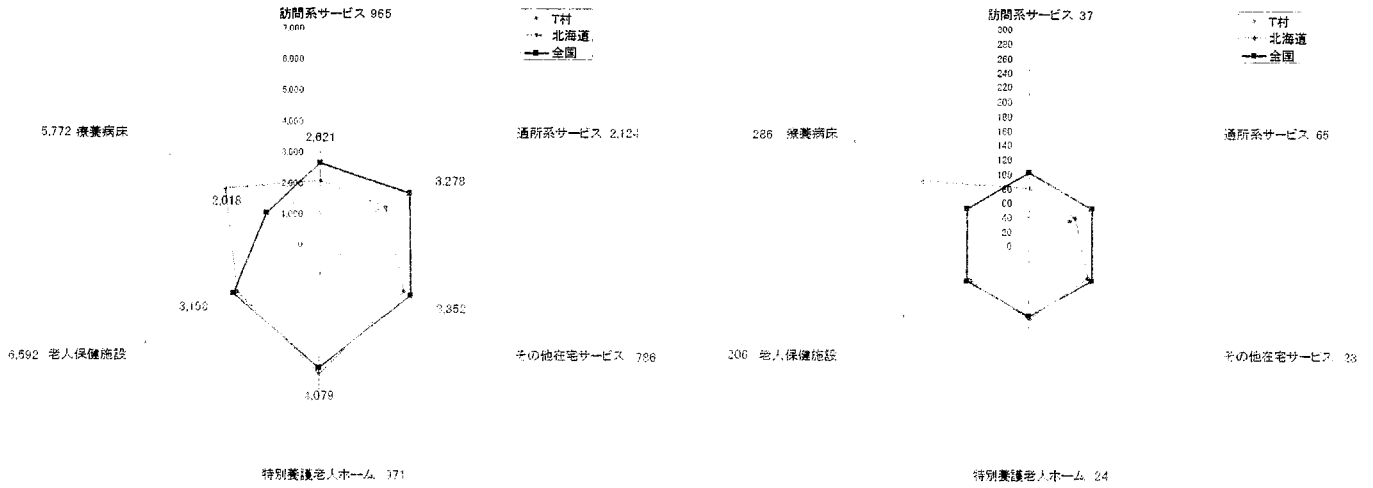 訪問系サービス 965
T村
北海道
全国
7,000
6,000
5,000
4,000
3,000
2,000
1,000
0
5,772 療養病床
通所系サービス
2,621
3,278
2,018
4,079
6,592 老人保健施設
その他在宅サービス 786
特別養護老人ホーム 971
訪問系サービス 37
T村
北海道
全国
300
280
260
240
220
200
180
160
140
120
100
80
60
40
20
0
286 療養病床
通所系サービス 65
206 老人保健施設
その他在宅サービス
特別養護老人ホーム 24